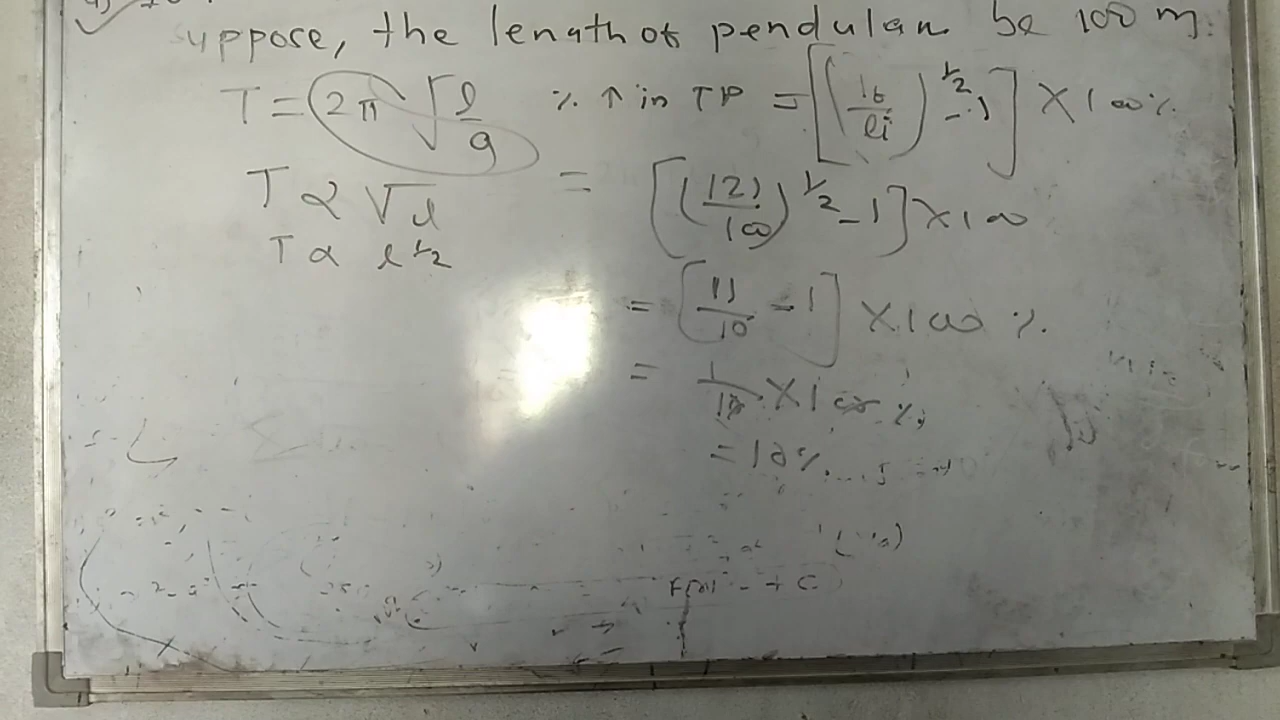 uppose, the length of pendulam be 100 m.
T = 2π √l/g % ↑ in TP = [(lf/li)^1/2 - 1] × 100%
T ∝ √l = [(121/100)^1/2 - 1] × 100
T ∝ l^1/2
= [11/10 - 1] × 100 %.
= 1/10 × 100 %
= 10%